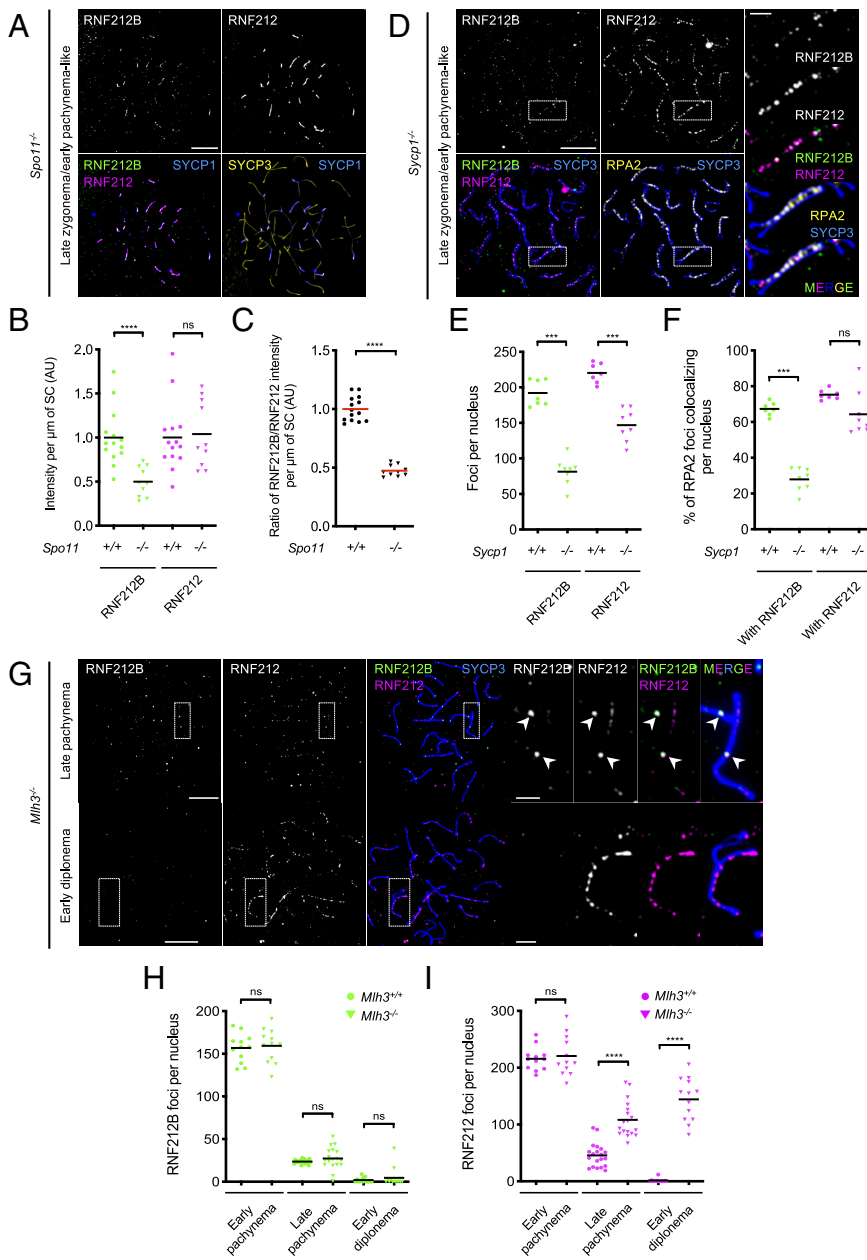 A
Spo11-/-
Late zygonema/early pachynema-like
RNF212B
RNF212
RNF212B SYCP1
RNF212
SYCP3 SYCP1
D
Sycp1-/-
Late zygonema/early pachynema-like
RNF212B
RNF212
RNF212B SYCP3
RNF212
RPA2 SYCP3
RNF212B
RNF212
RNF212B
RNF212
RPA2
SYCP3
MERGE
B
Intensity per µm of SC (AU)
2.0
1.5
1.0
0.5
0.0
****
ns
Spo11 +/+ -/- +/+ -/-
RNF212B
RNF212
C
Ratio of RNF212B/RNF212 intensity
per µm of SC (AU)
1.5
1.0
0.5
0.0
****
Spo11 +/+ -/-
E
Foci per nucleus
250
200
150
100
50
0
***
***
Sycp1 +/+ -/- +/+ -/-
RNF212B
RNF212
F
% of RPA2 foci colocalizing
per nucleus
100
80
60
40
20
0
***
ns
Sycp1 +/+ -/- +/+ -/-
With RNF212B
With RNF212
G
Mlh3-/-
Late pachynema
Early diplonema
RNF212B
RNF212
RNF212B SYCP3
RNF212
RNF212B
RNF212
RNF212B
RNF212
MERGE
H
RNF212B foci per nucleus
200
150
100
50
0
ns
ns
ns
Mlh3+/+
Mlh3-/-
Early
pachynema
Late
pachynema
Early
diplonema
I
RNF212 foci per nucleus
300
200
100
0
ns
****
****
Mlh3+/+
Mlh3-/-
Early
pachynema
Late
pachynema
Early
diplonema